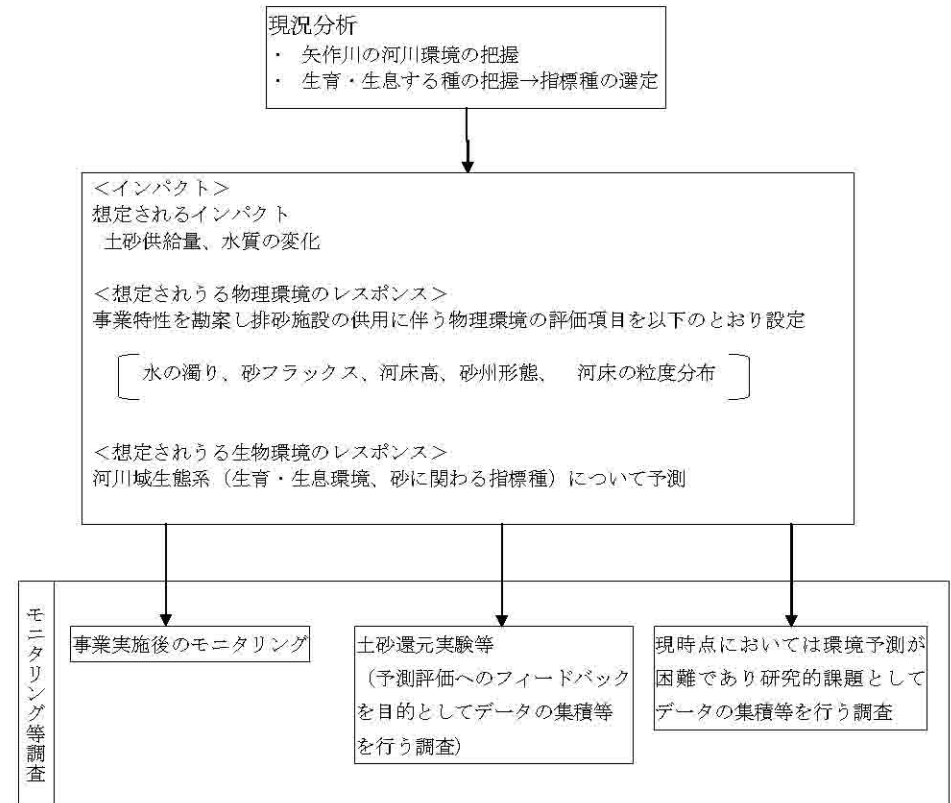 現況分析
・ 矢作川の河川環境の把握
・ 生育・生息する種の把握→指標種の選定
＜インパクト＞
想定されるインパクト
土砂供給量、水質の変化
＜想定されうる物理環境のレスポンス＞
事業特性を勘案し排砂施設の供用に伴う物理環境の評価項目を以下のとおり設定
水の濁り、砂フラックス、河床高、砂州形態、 河床の粒度分布
＜想定されうる生物環境のレスポンス＞
河川域生態系（生育・生息環境、砂に関わる指標種）について予測
モニタリング等調査
事業実施後のモニタリング
土砂還元実験等
（予測評価へのフィードバック
を目的としてデータの集積等
を行う調査）
現時点においては環境予測が
困難であり研究的課題として
データの集積等を行う調査